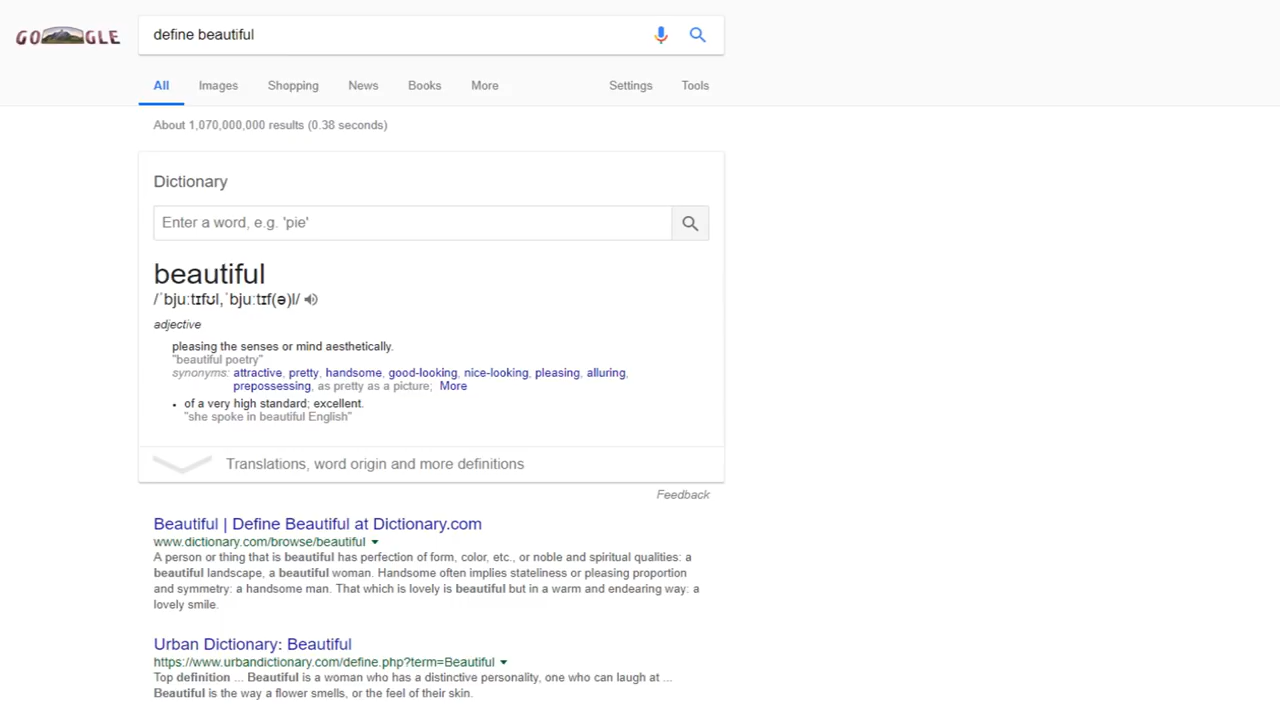 GO GLE
define beautiful
All Images Shopping News Books More Settings Tools
About 1,070,000,000 results (0.38 seconds)
Dictionary
Enter a word, e.g. 'pie'
beautiful
/ˈbjuːtɪfʊl,ˈbjuːtɪf(ə)l/
adjective
pleasing the senses or mind aesthetically.
"beautiful poetry"
synonyms: attractive, pretty, handsome, good-looking, nice-looking, pleasing, alluring,
prepossessing, as pretty as a picture; More
• of a very high standard; excellent.
"she spoke in beautiful English"
Translations, word origin and more definitions
Feedback
Beautiful | Define Beautiful at Dictionary.com
www.dictionary.com/browse/beautiful
A person or thing that is beautiful has perfection of form, color, etc., or noble and spiritual qualities: a
beautiful landscape, a beautiful woman. Handsome often implies stateliness or pleasing proportion
and symmetry: a handsome man. That which is lovely is beautiful but in a warm and endearing way: a
lovely smile.
Urban Dictionary: Beautiful
https://www.urbandictionary.com/define.php?term=Beautiful
Top definition ... Beautiful is a woman who has a distinctive personality, one who can laugh at ...
Beautiful is the way a flower smells, or the feel of their skin.